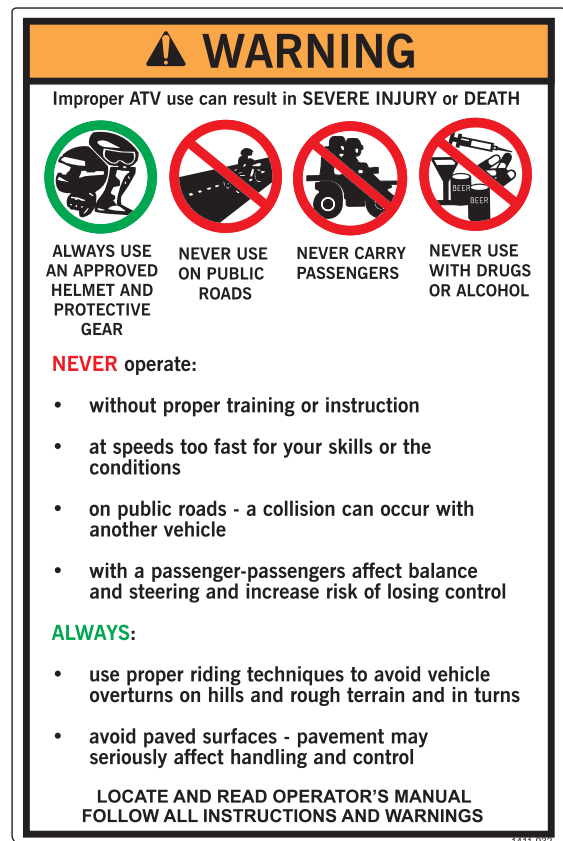 WARNING
Improper ATV use can result in SEVERE INJURY or DEATH
BEER
BEER
ALWAYS USE
AN APPROVED
HELMET AND
PROTECTIVE
GEAR
NEVER USE
ON PUBLIC
ROADS
NEVER CARRY
PASSENGERS
NEVER USE
WITH DRUGS
OR ALCOHOL
NEVER operate:
• without proper training or instruction
• at speeds too fast for your skills or the
conditions
• on public roads - a collision can occur with
another vehicle
• with a passenger-passengers affect balance
and steering and increase risk of losing control
ALWAYS:
• use proper riding techniques to avoid vehicle
overturns on hills and rough terrain and in turns
• avoid paved surfaces - pavement may
seriously affect handling and control
LOCATE AND READ OPERATOR'S MANUAL
FOLLOW ALL INSTRUCTIONS AND WARNINGS